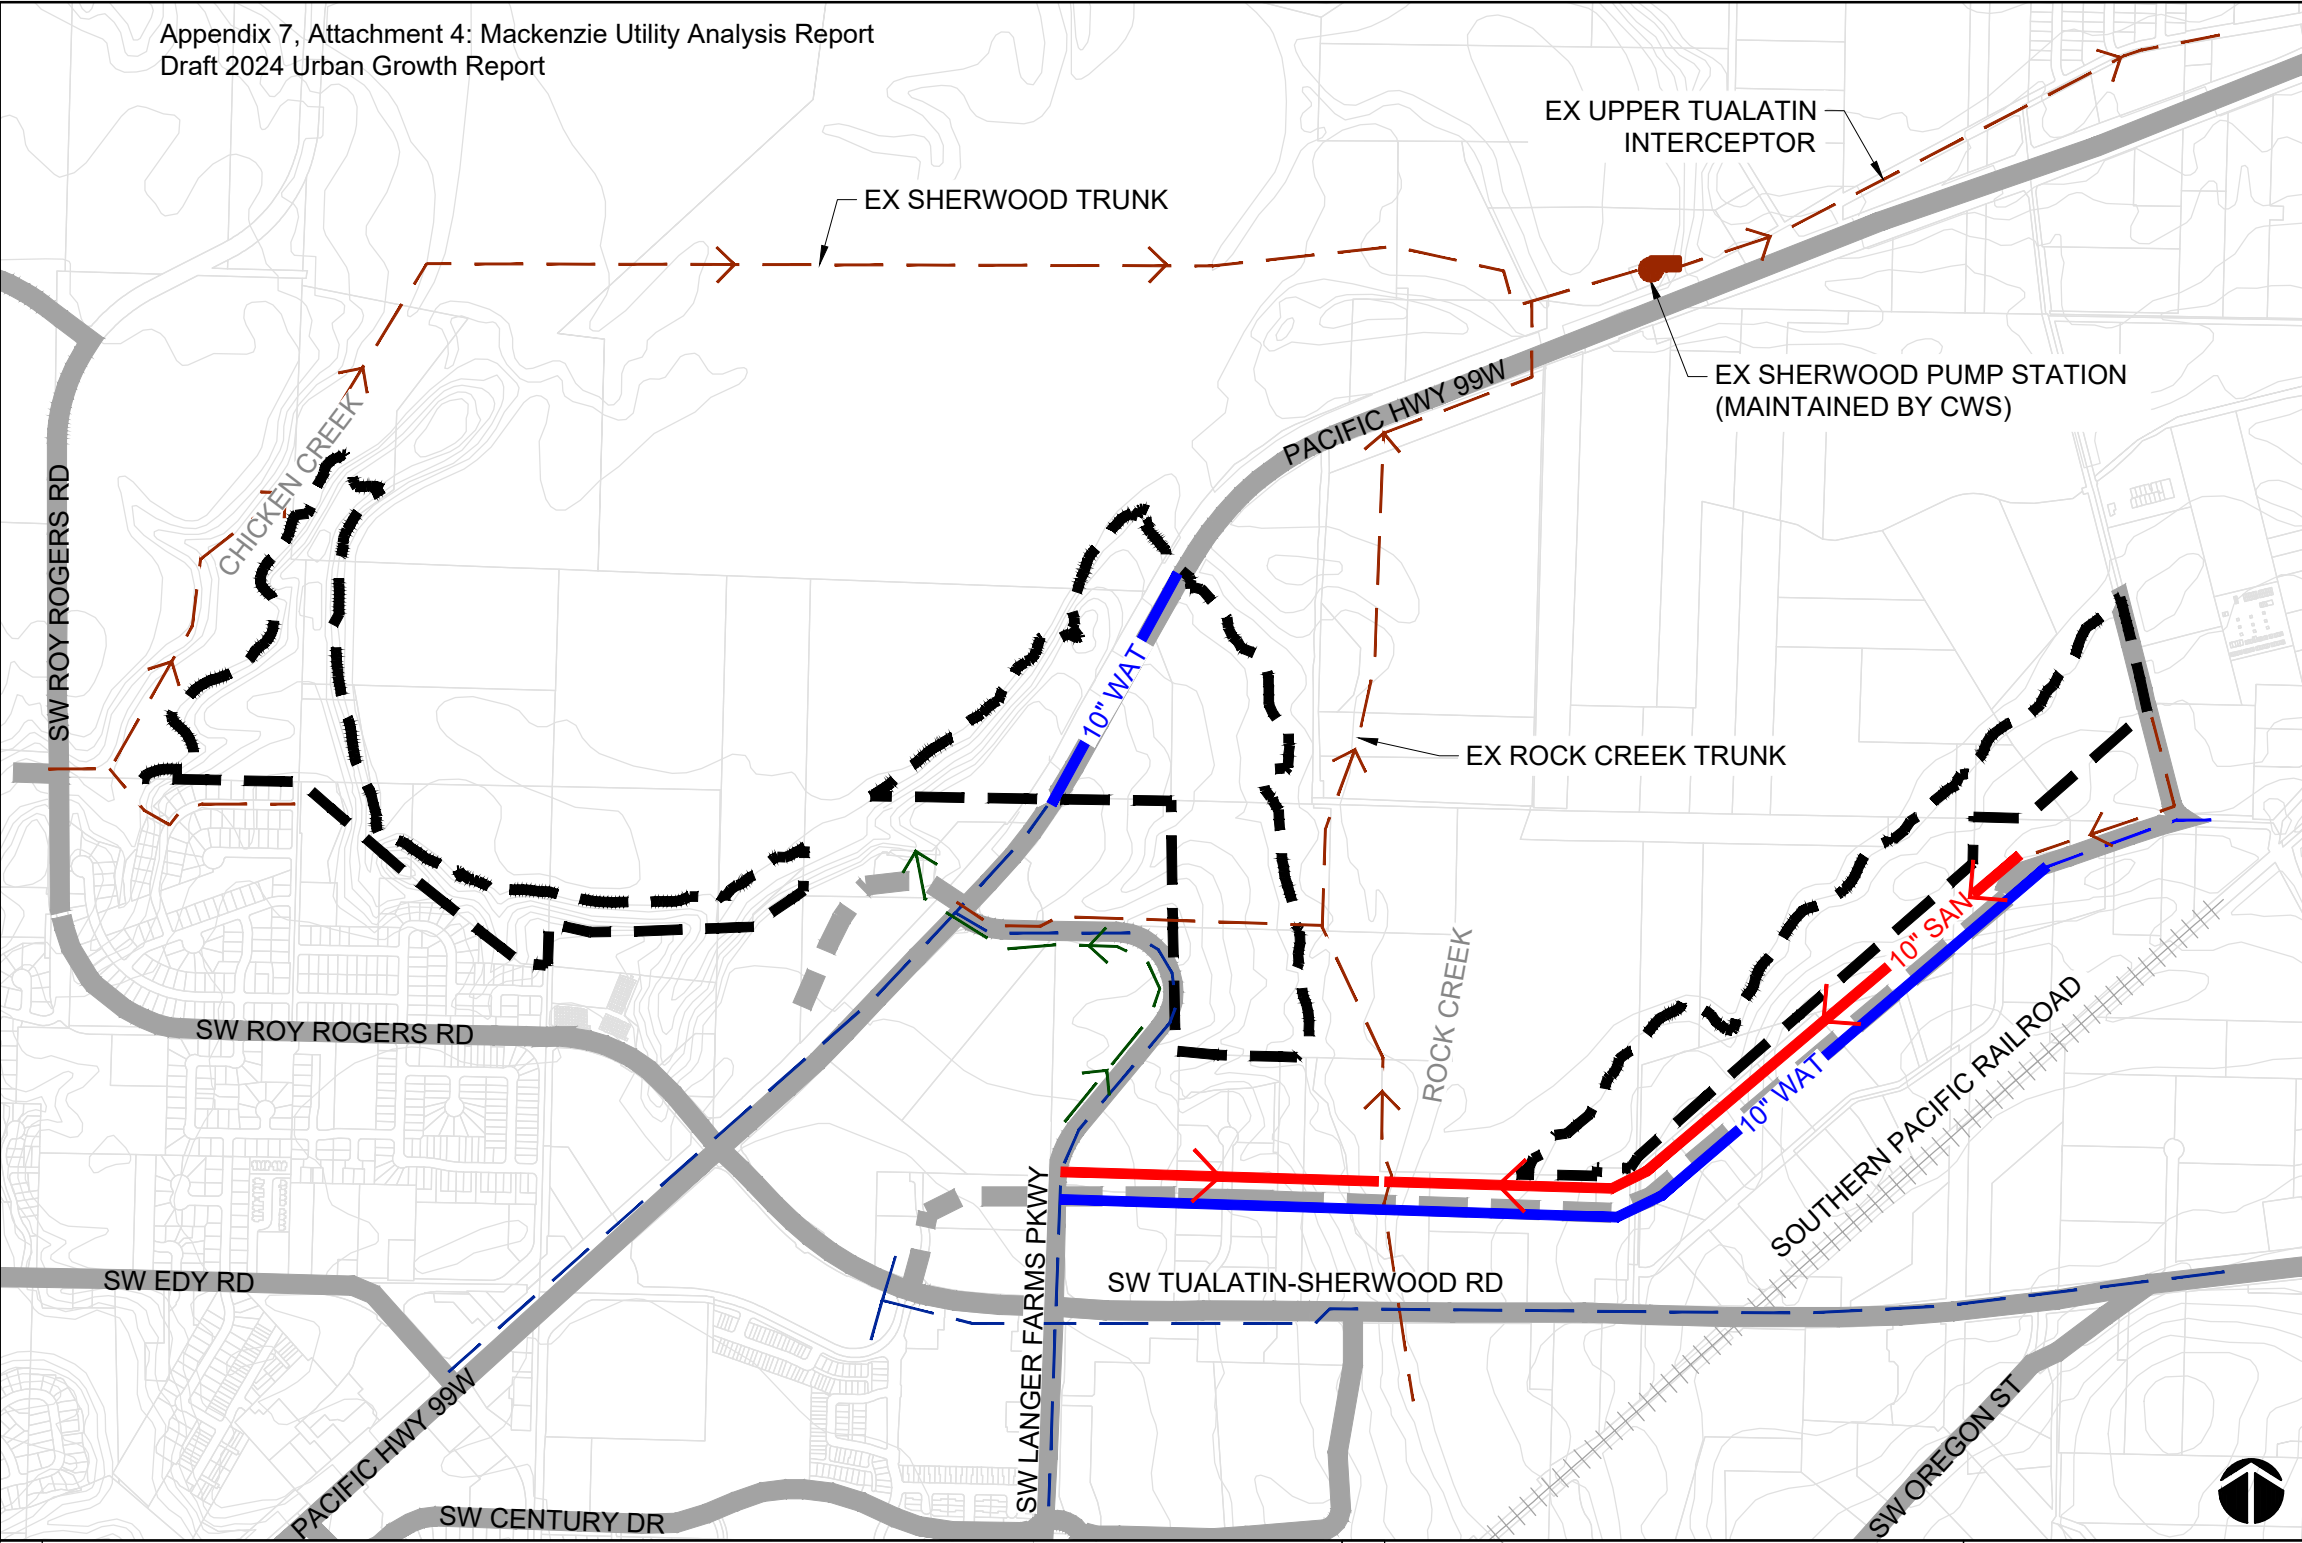 Appendix 7, Attachment 4: Mackenzie Utility Analysis Report
Draft 2024 Urban Growth Report
EX UPPER TUALATIN
INTERCEPTOR
EX SHERWOOD TRUNK
EX SHERWOOD PUMP STATION
(MAINTAINED BY CWS)
PACIFIC HWY 99W
CHICKEN CREEK
SW ROY ROGERS RD
10" WAT
EX ROCK CREEK TRUNK
10" SAN
ROCK CREEK
SW ROY ROGERS RD
10" WAT
SOUTHERN PACIFIC RAILROAD
SW EDY RD
SW TUALATIN-SHERWOOD RD
SW LANGER FARMS PKWY
PACIFIC HWY 99W
SW OREGON ST
SW CENTURY DR